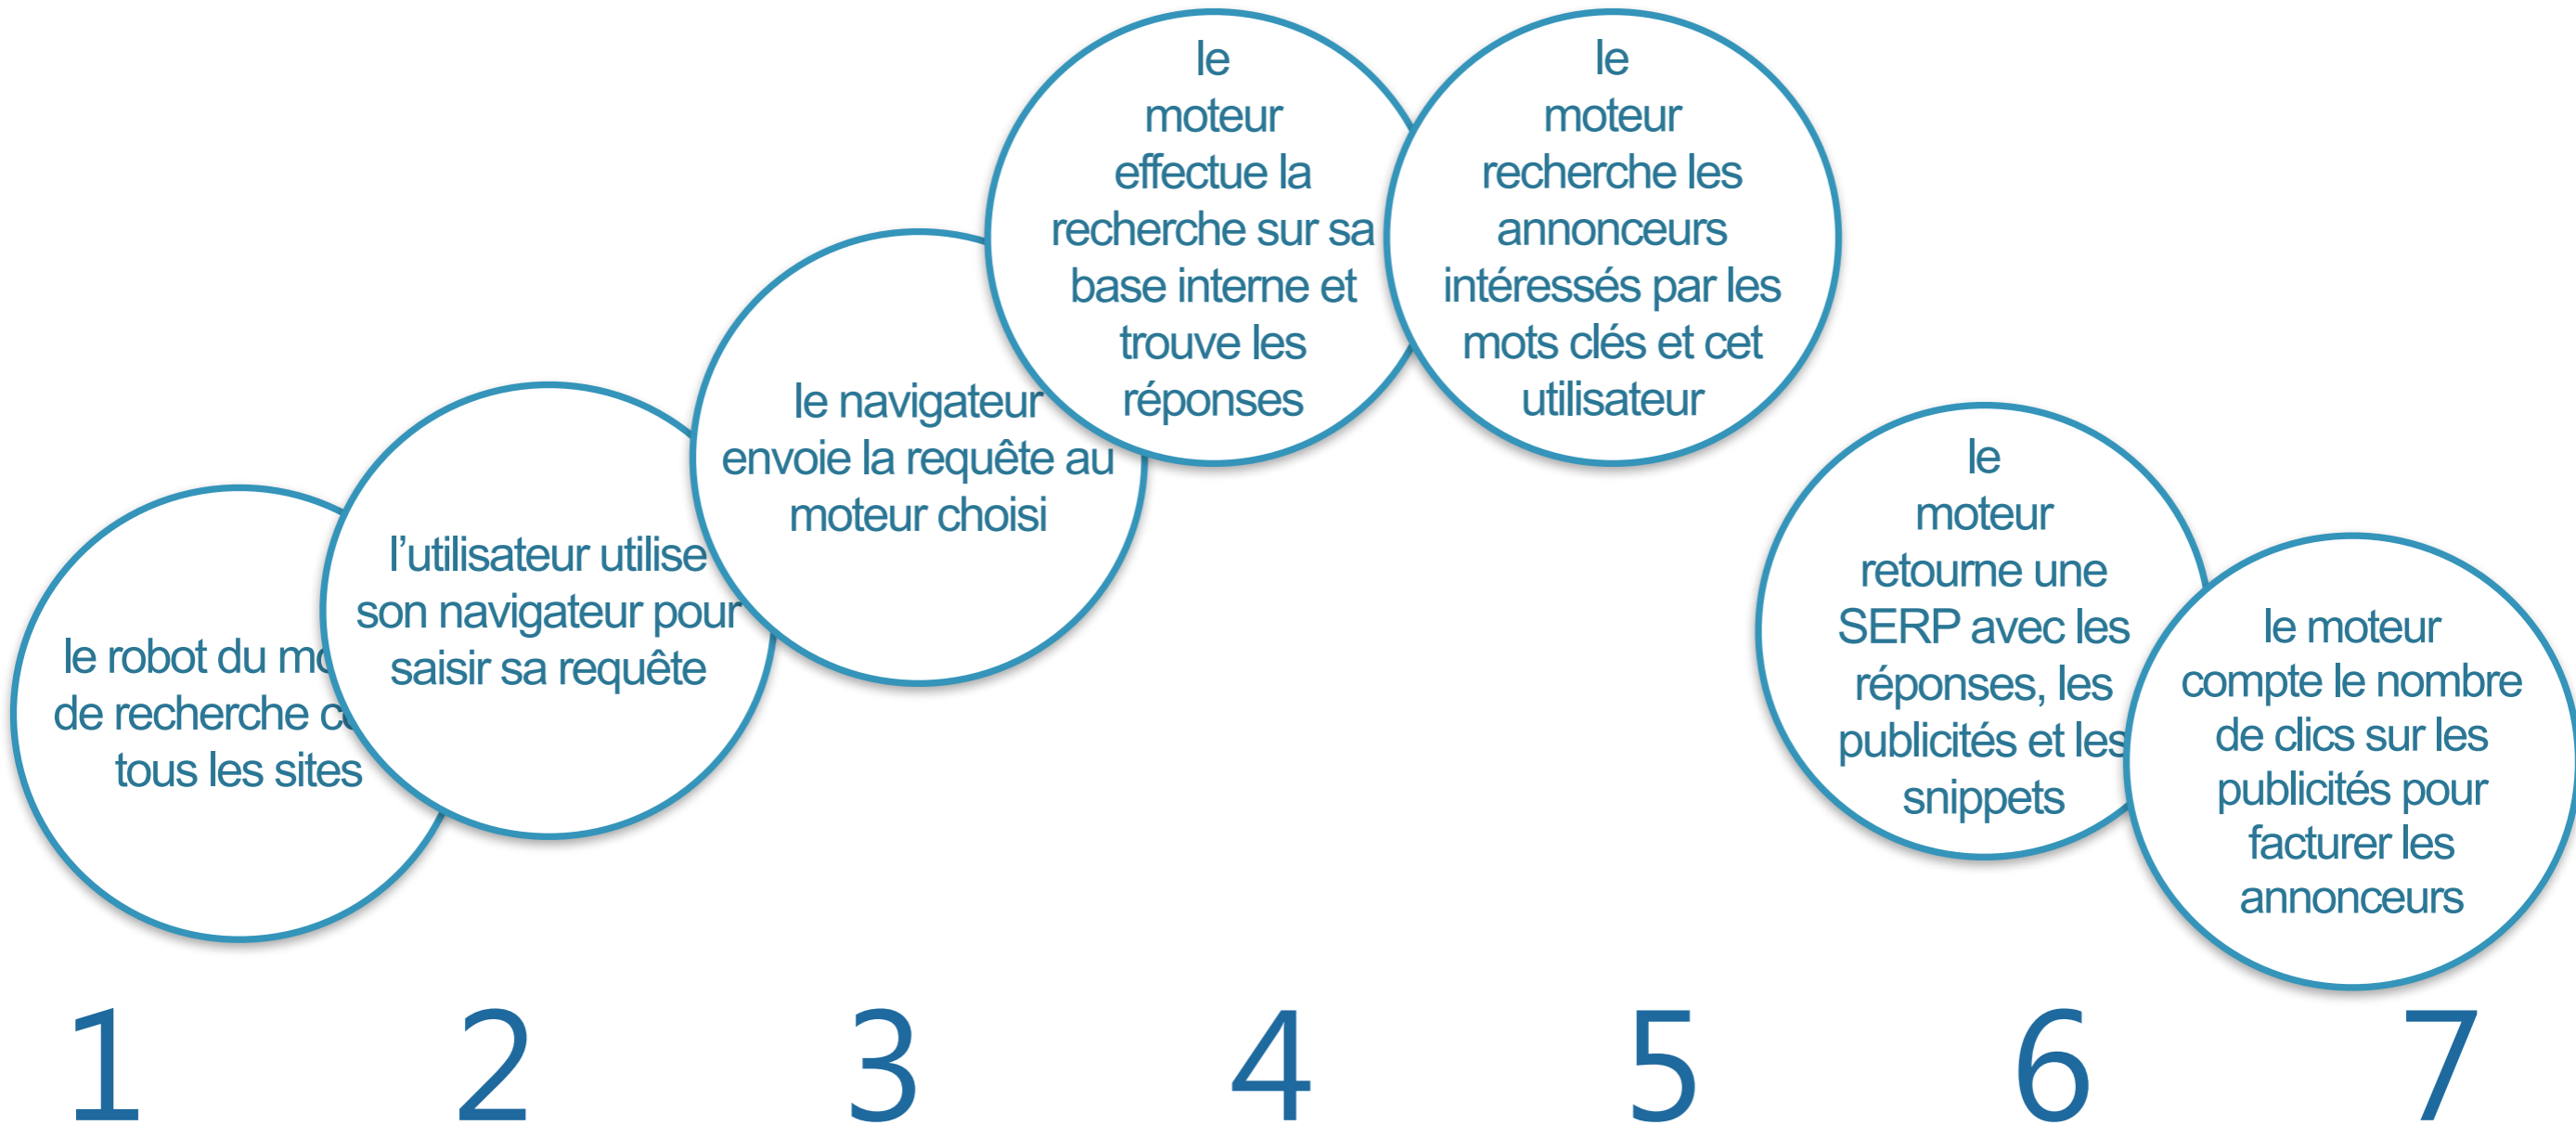 le robot du
de recherche
tous les sites
l'utilisateur utilise
son navigateur pour
saisir sa requête
le navigateur
envoie la requête au
moteur choisi
le
moteur
effectue la
recherche sur sa
base interne et
trouve les
réponses
le
moteur
recherche les
annonceurs
intéressés par les
mots clés et cet
utilisateur
le
moteur
retourne une
SERP avec les
réponses, les
publicités et les
snippets
le moteur
compte le nombre
de clics sur les
publicités pour
facturer les
annonceurs
1
2
3
4
5
6
7